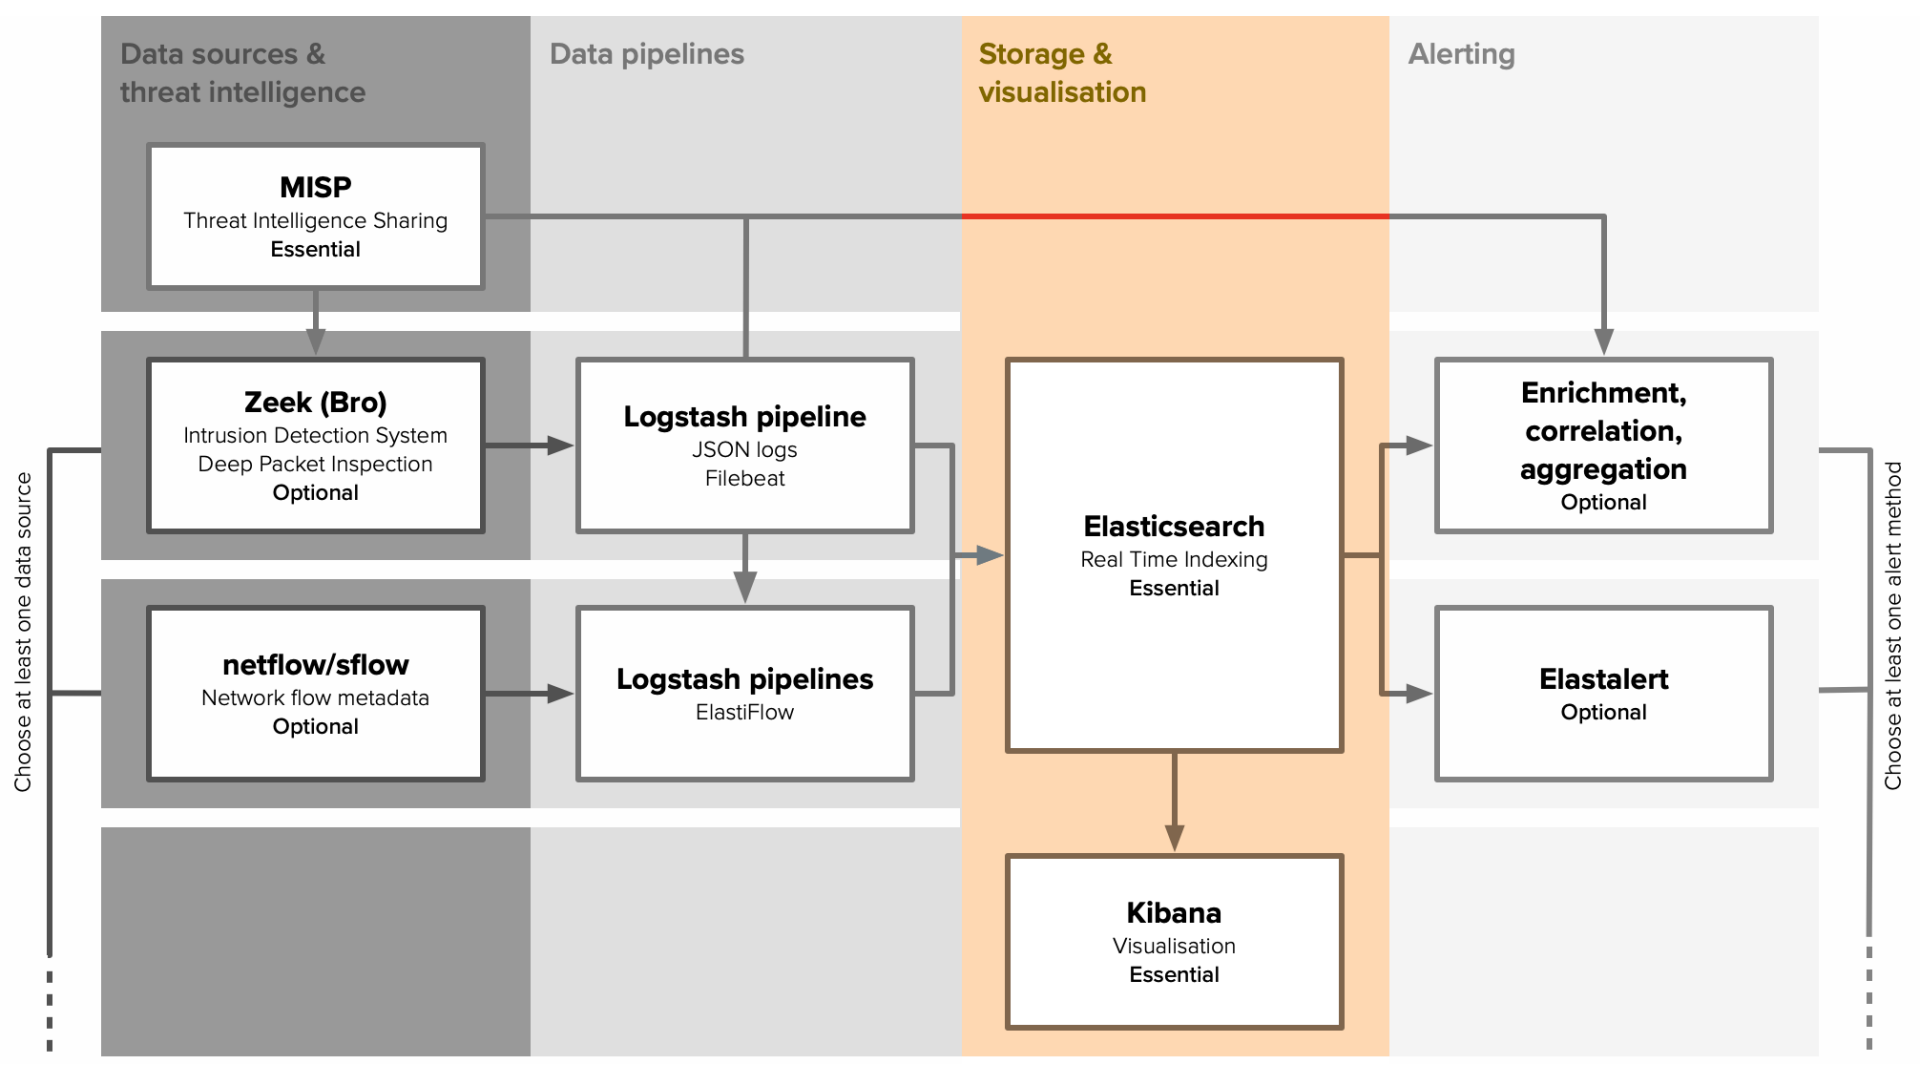 Data sources &
threat intelligence
Data pipelines
Storage &
visualisation
Alerting
MISP
Threat Intelligence Sharing
Essential
Zeek (Bro)
Intrusion Detection System
Deep Packet Inspection
Optional
Logstash pipeline
JSON logs
Filebeat
Elasticsearch
Real Time Indexing
Essential
Enrichment,
correlation,
aggregation
Optional
netflow/sflow
Network flow metadata
Optional
Logstash pipelines
ElastiFlow
Elastalert
Optional
Kibana
Visualisation
Essential
Choose at least one data source
Choose at least one alert method